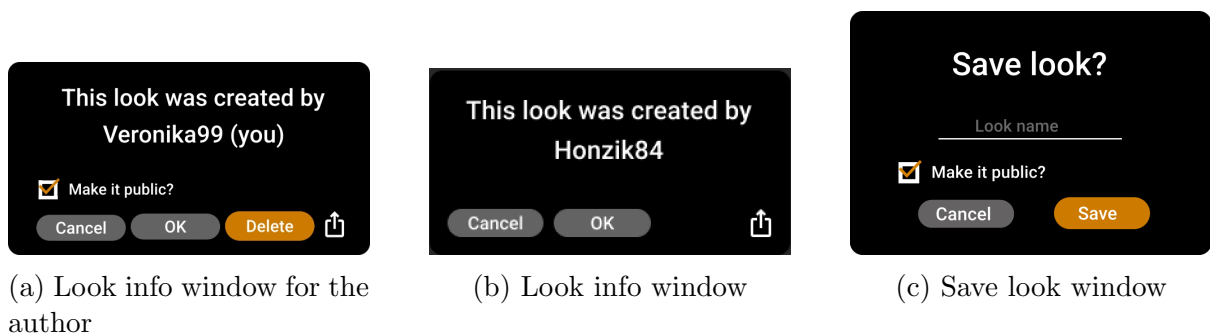 This look was created by
Veronika99 (you)
Make it public?
Cancel
OK
Delete
(a) Look info window for the
author
This look was created by
Honzik84
Cancel
OK
(b) Look info window
Save look?
Look name
Make it public?
Cancel
Save
(c) Save look window